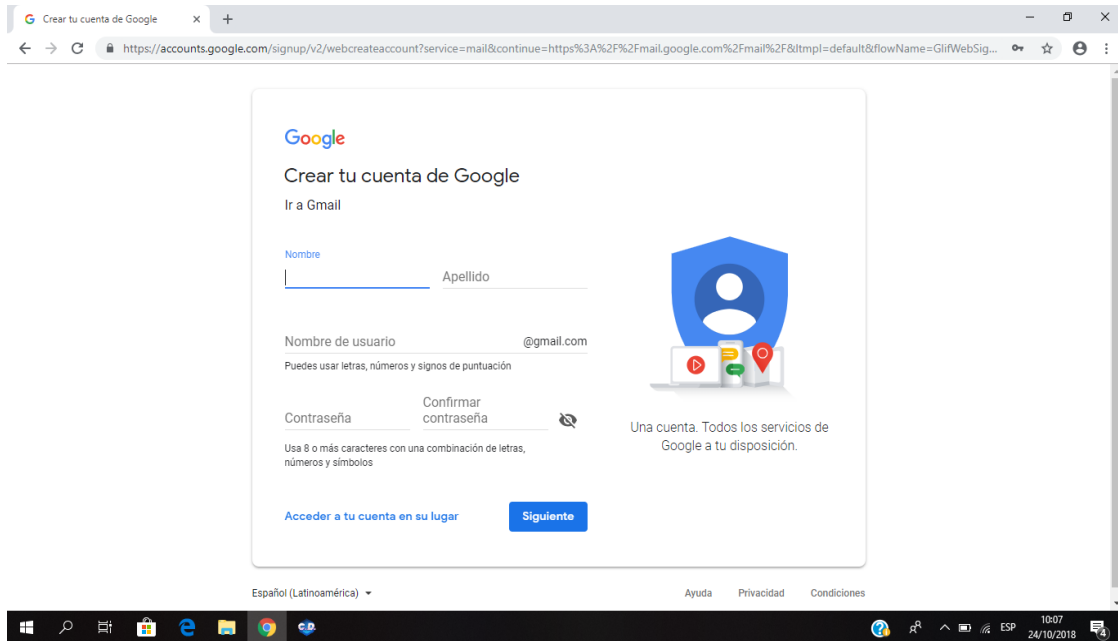 Crear tu cuenta de Google
https://accounts.google.com/signup/v2/webcreateaccount?service=mail&continue=https%3A%2F%2Fmail.google.com%2Fmail%2F&ltmpl=default&flowName=GlifWebSig...
Google
Crear tu cuenta de Google
Ir a Gmail
Nombre
Apellido
Nombre de usuario @gmail.com
Puedes usar letras, números y signos de puntuación
Contraseña
Confirmar
contraseña
Usa 8 o más caracteres con una combinación de letras,
números y símbolos
Acceder a tu cuenta en su lugar
Siguiente
Una cuenta. Todos los servicios de
Google a tu disposición.
Español (Latinoamérica)
Ayuda Privacidad Condiciones
ESP
10:07
24/10/2018
4